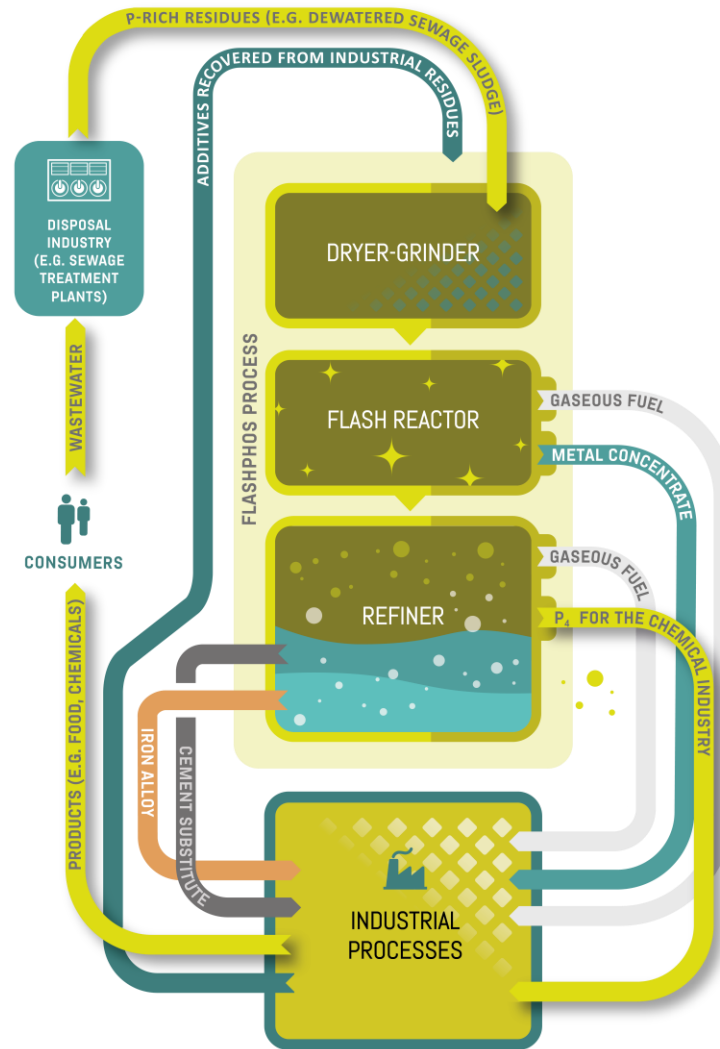 P-RICH RESIDUES (E.G. DEWATERED SEWAGE SLUDGE)
ADDITIVES RECOVERED FROM INDUSTRIAL RESIDUES
DISPOSAL
INDUSTRY
(E.G. SEWAGE
TREATMENT
PLANTS)
WASTEWATER
CONSUMERS
PRODUCTS (E.G. FOOD, CHEMICALS)
FLASHPHOS PROCESS
DRYER-GRINDER
FLASH REACTOR
GASEOUS FUEL
METAL CONCENTRATE
REFINER
GASEOUS FUEL
P₄ FOR THE CHEMICAL INDUSTRY
IRON ALLOY
CEMENT SUBSTITUTE
INDUSTRIAL
PROCESSES